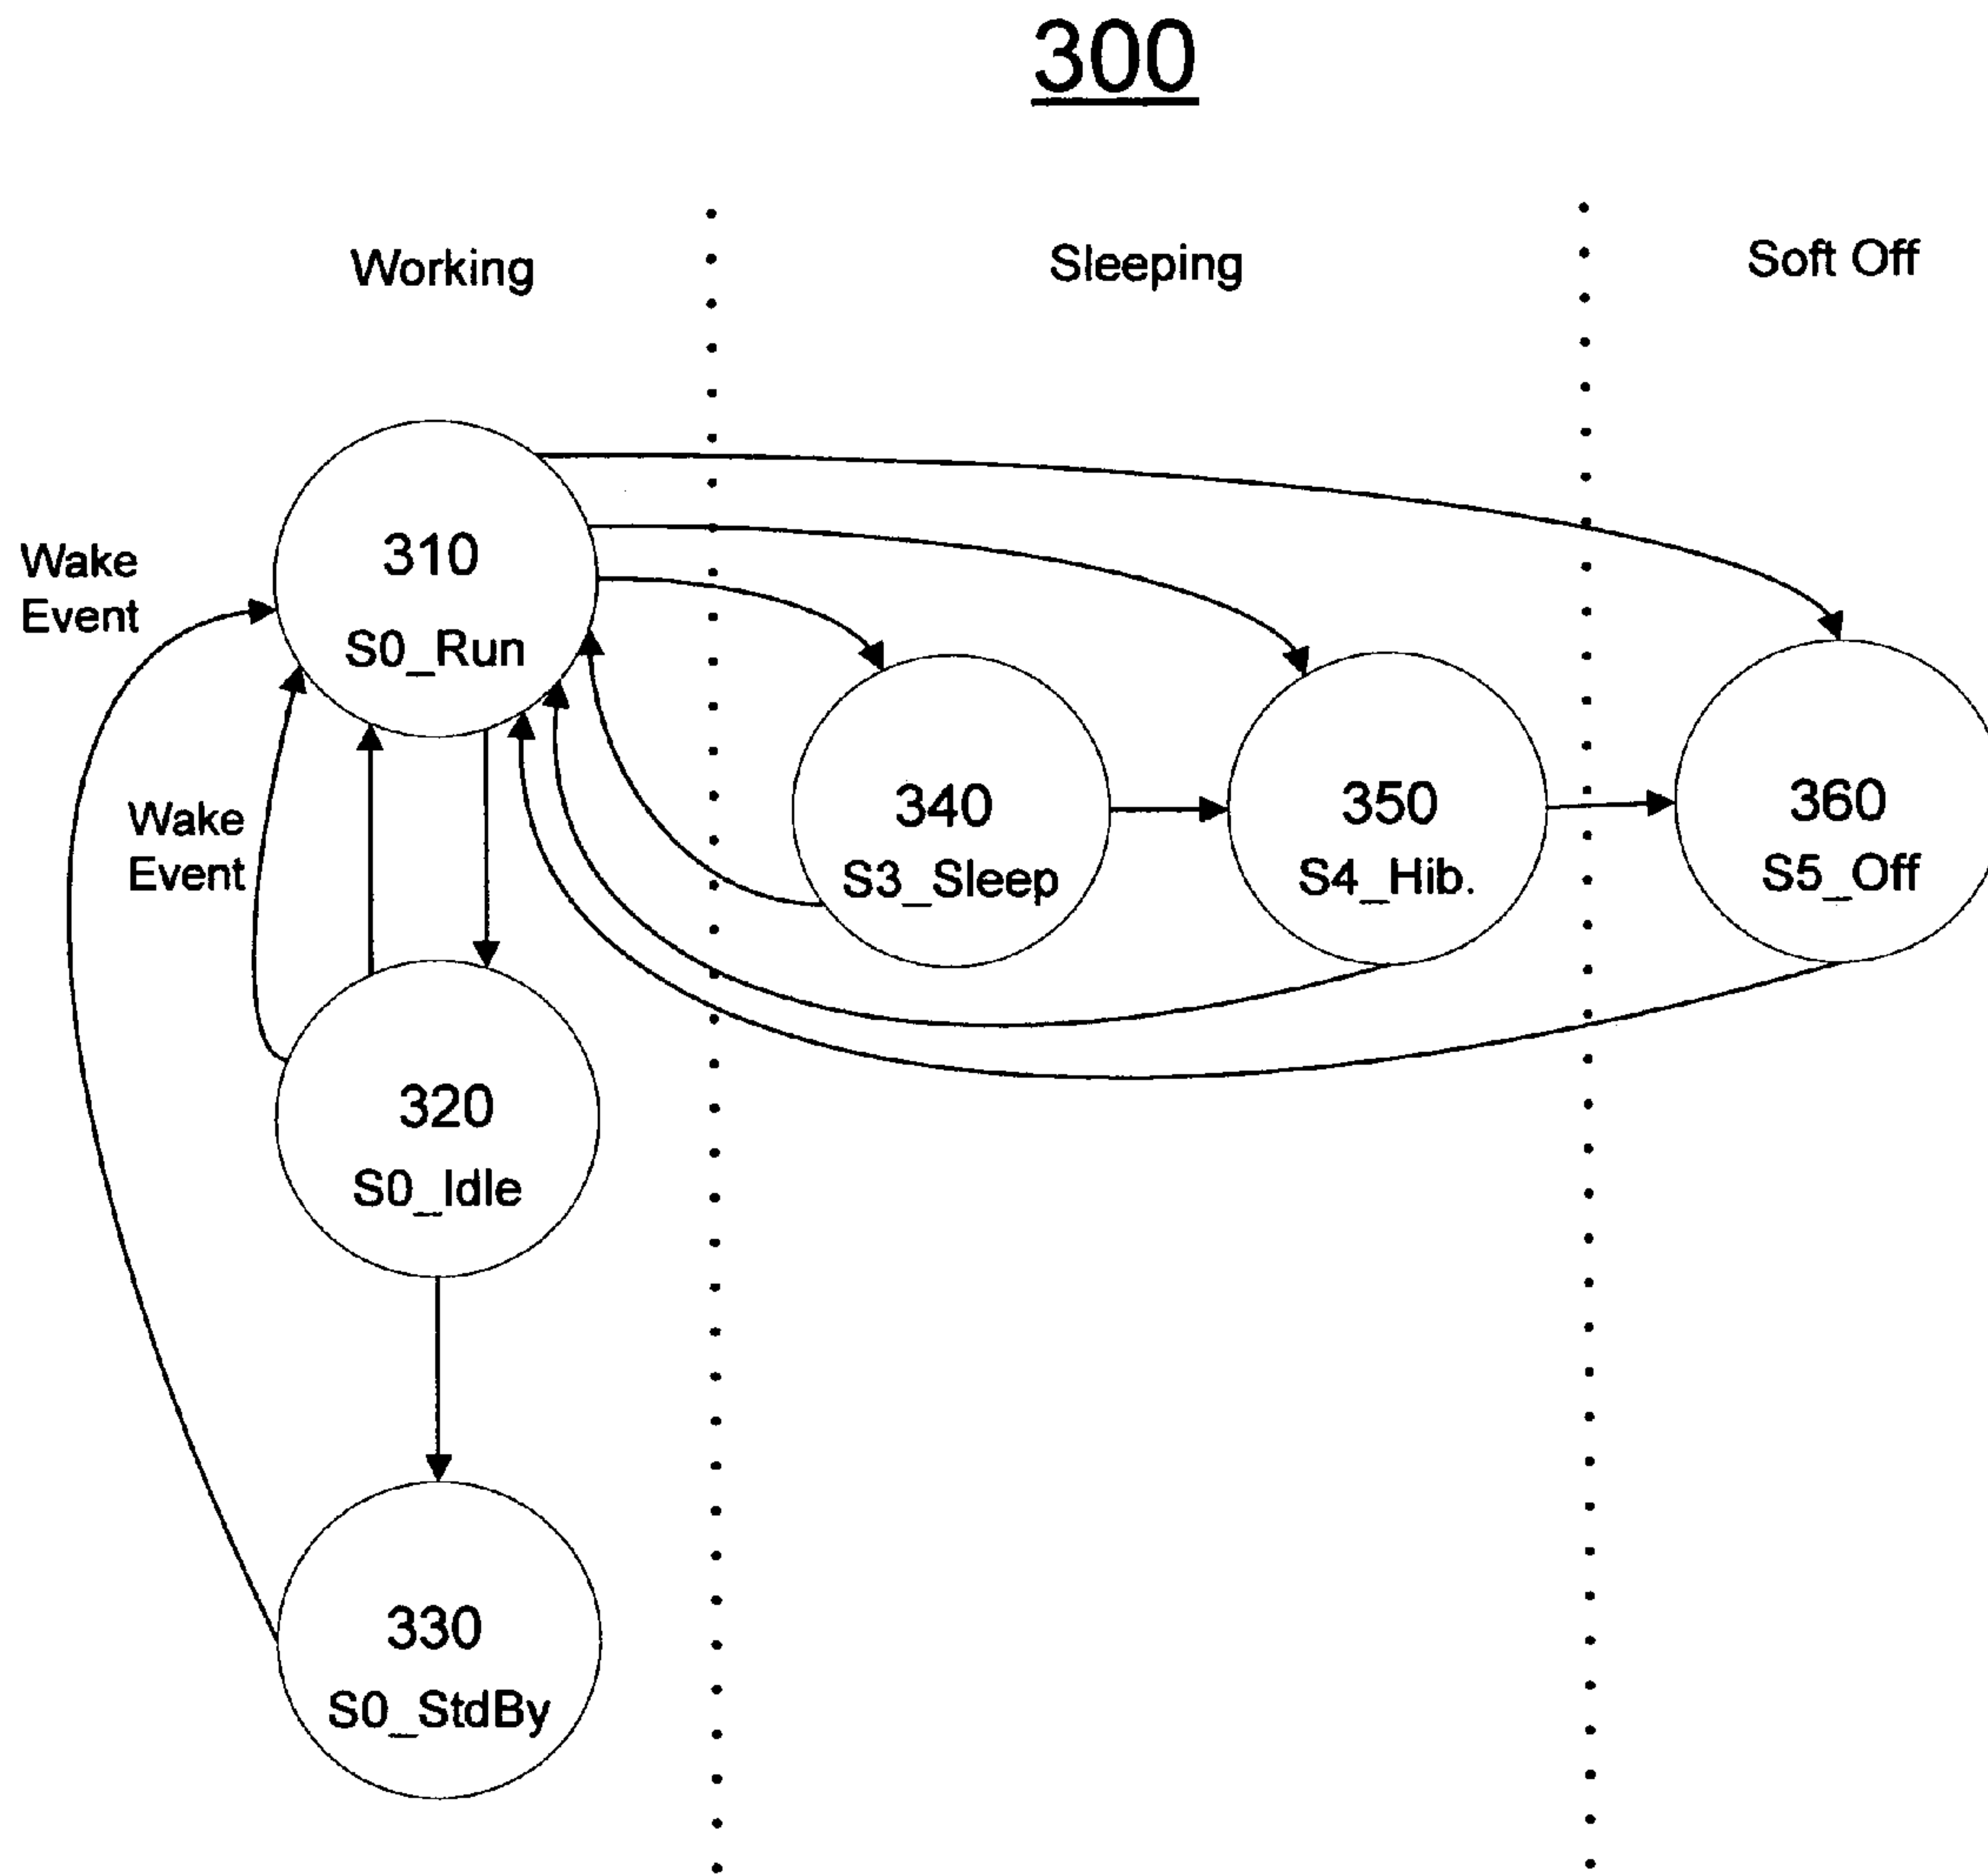 300
Working
Sleeping
Soft Off
Wake
Event
310
S0_Run
Wake
Event
340
S3_Sleep
350
S4_Hib.
360
S5_Off
320
S0_Idle
330
S0_StdBy